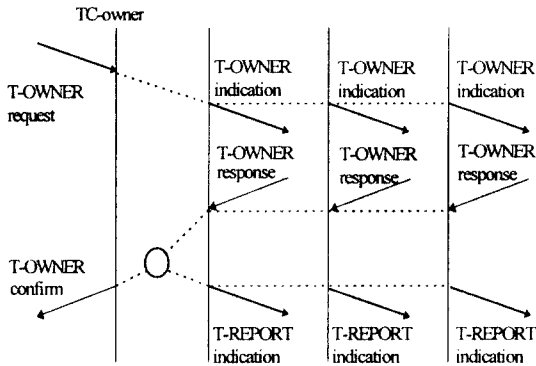 TC-owner
T-OWNER
request
T-OWNER
indication
T-OWNER
indication
T-OWNER
indication
T-OWNER
response
T-OWNER
response
T-OWNER
response
T-OWNER
confirm
T-REPORT
indication
T-REPORT
indication
T-REPORT
indication